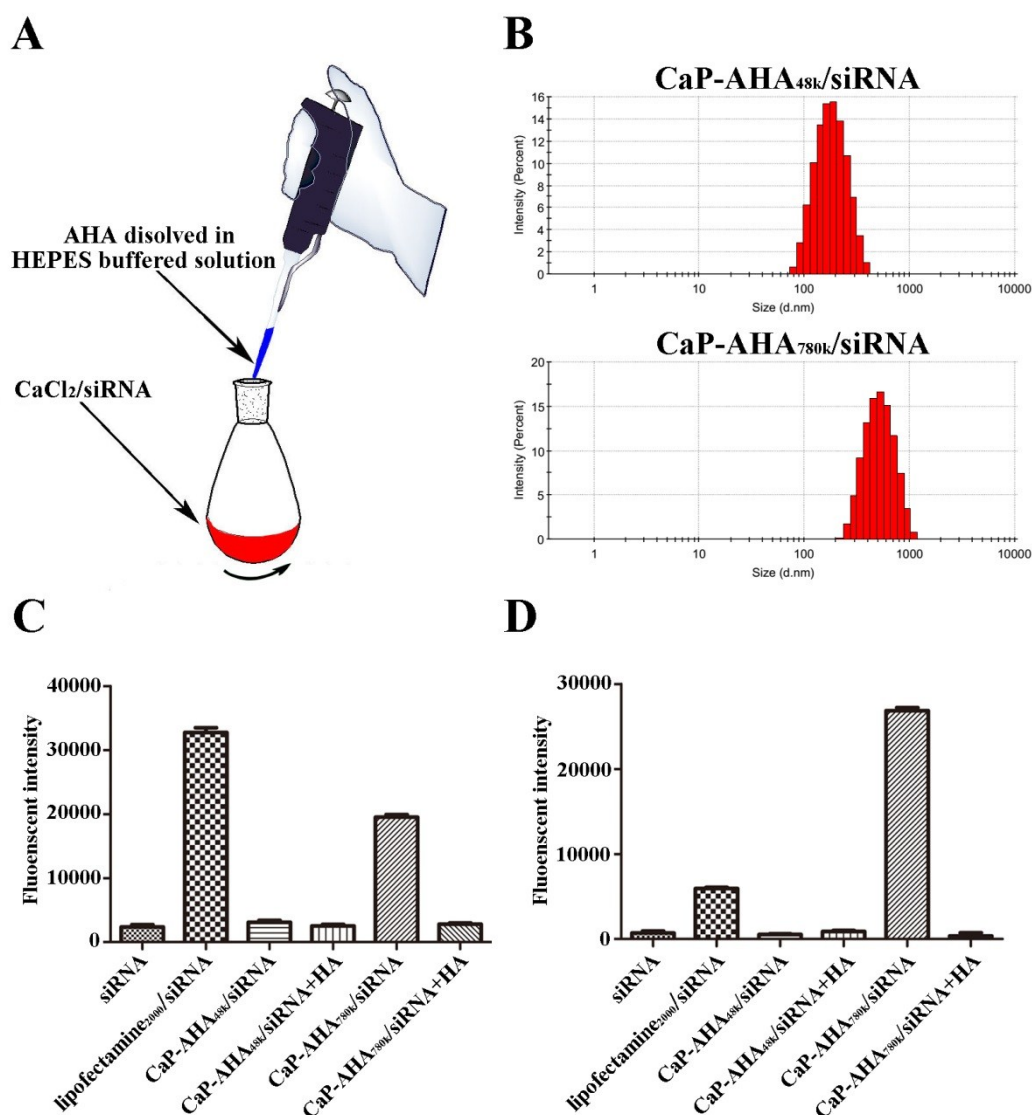 A
AHA disolved in
HEPES buffered solution
CaCl₂/siRNA
B
CaP-AHA₄₈ₖ/siRNA
16
14
12
10
8
6
4
2
0
Intensity (Percent)
1 10 100 1000 10000
Size (d.nm)
CaP-AHA₇₈₀ₖ/siRNA
20
15
10
5
0
Intensity (Percent)
1 10 100 1000 10000
Size (d.nm)
C
40000
30000
20000
10000
0
Fluoenscent intensity
siRNA
lipofectamine₂₀₀₀/siRNA
CaP-AHA₄₈ₖ/siRNA
CaP-AHA₄₈ₖ/siRNA+HA
CaP-AHA₇₈₀ₖ/siRNA
CaP-AHA₇₈₀ₖ/siRNA+HA
D
30000
20000
10000
0
Fluoenscent intensity
siRNA
lipofectamine₂₀₀₀/siRNA
CaP-AHA₄₈ₖ/siRNA
CaP-AHA₄₈ₖ/siRNA+HA
CaP-AHA₇₈₀ₖ/siRNA
CaP-AHA₇₈₀ₖ/siRNA+HA